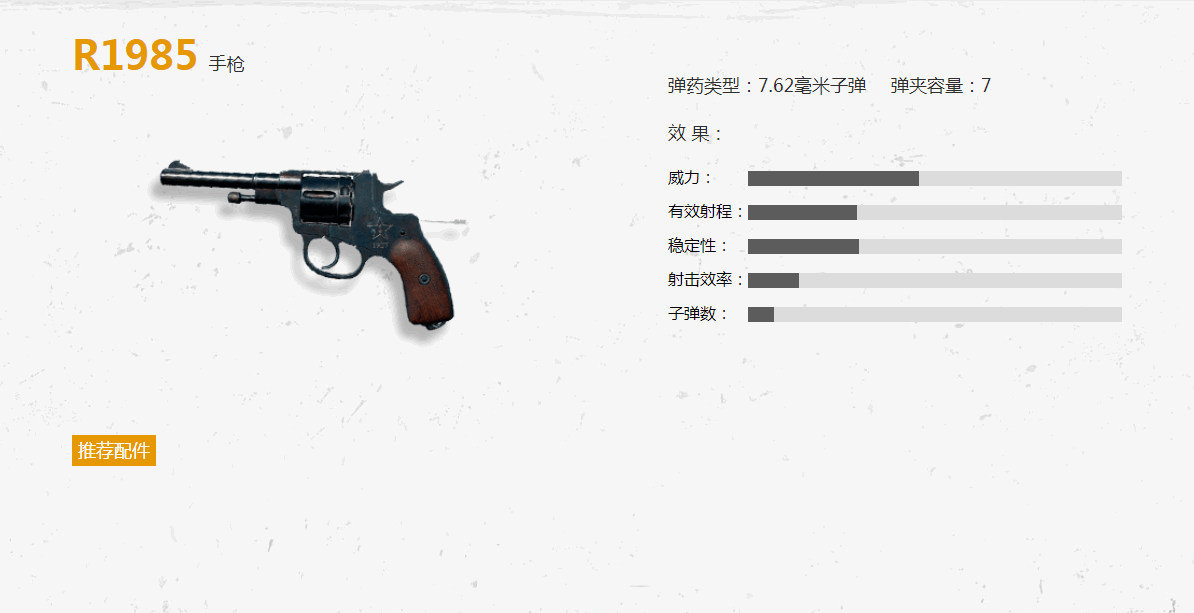 R1985 手枪
弹药类型：7.62毫米子弹 弹夹容量：7
效 果：
威力：
有效射程：
稳定性：
射击效率：
子弹数：
推荐配件